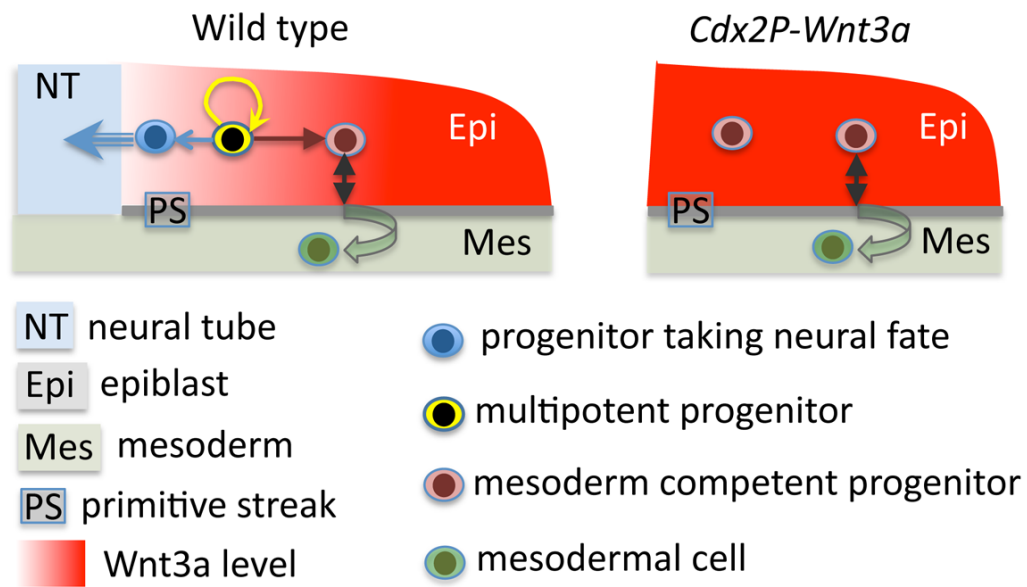 Wild type
Cdx2P-Wnt3a
NT
Epi
PS
Mes
Epi
PS
Mes
NT neural tube
Epi epiblast
Mes mesoderm
PS primitive streak
Wnt3a level
progenitor taking neural fate
multipotent progenitor
mesoderm competent progenitor
mesodermal cell